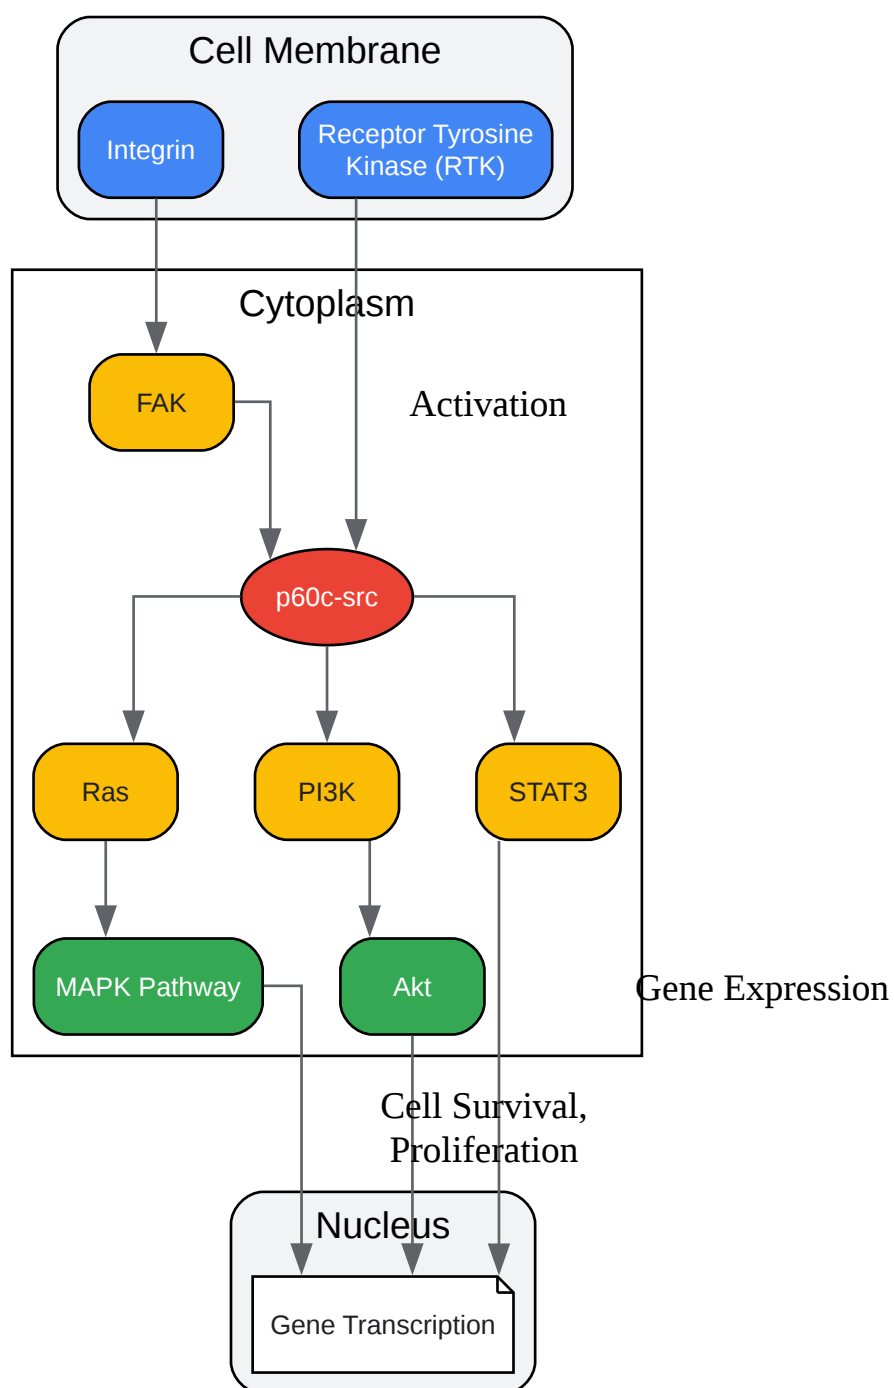 Cell Membrane
Integrin
Receptor Tyrosine
Kinase (RTK)
Cytoplasm
FAK
Activation
p60c-src
Ras
PI3K
STAT3
MAPK Pathway
Akt
Gene Expression
Cell Survival,
Proliferation
Nucleus
Gene Transcription